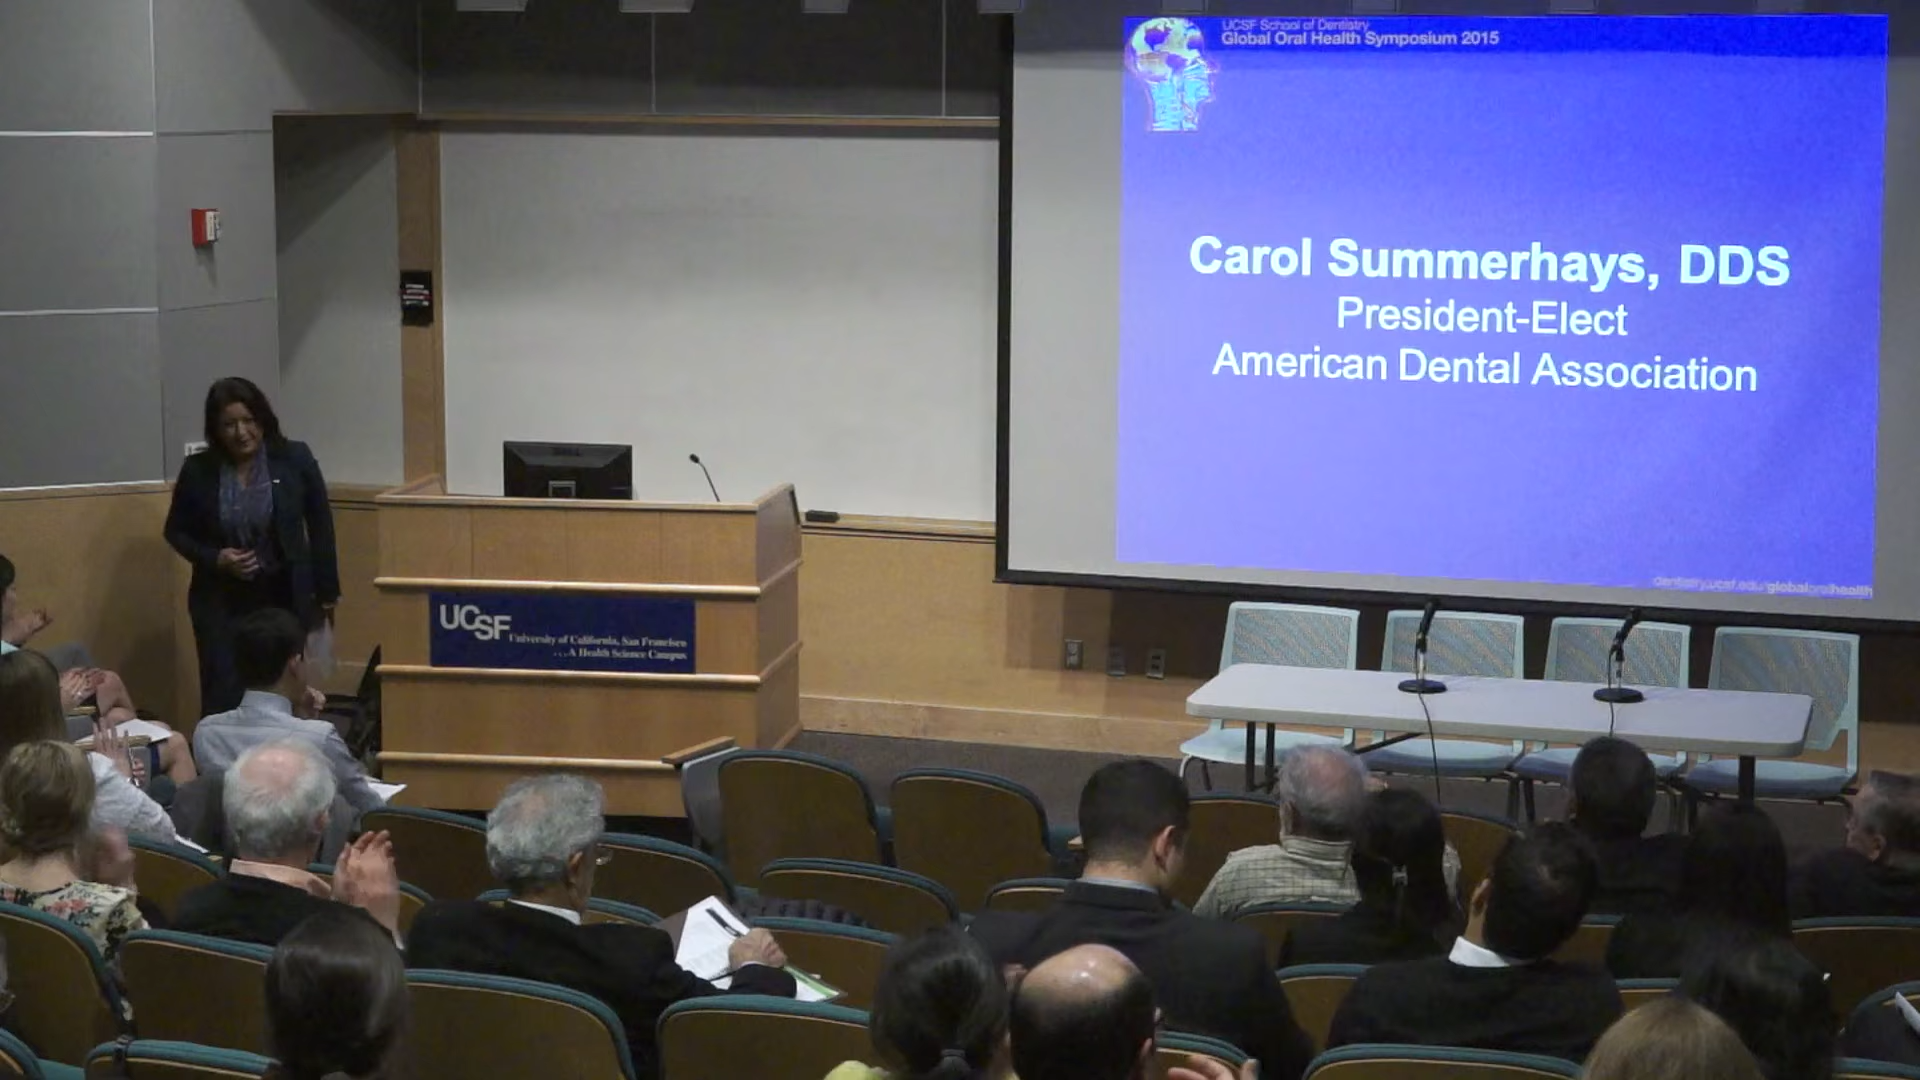 UCSF School of Dentistry
Global Oral Health Symposium 2015
Carol Summerhays, DDS
President-Elect
American Dental Association
dentistry.ucsf.edu/globaloralhealth
DELL
UCSF
University of California, San Francisco
...A Health Science Campus